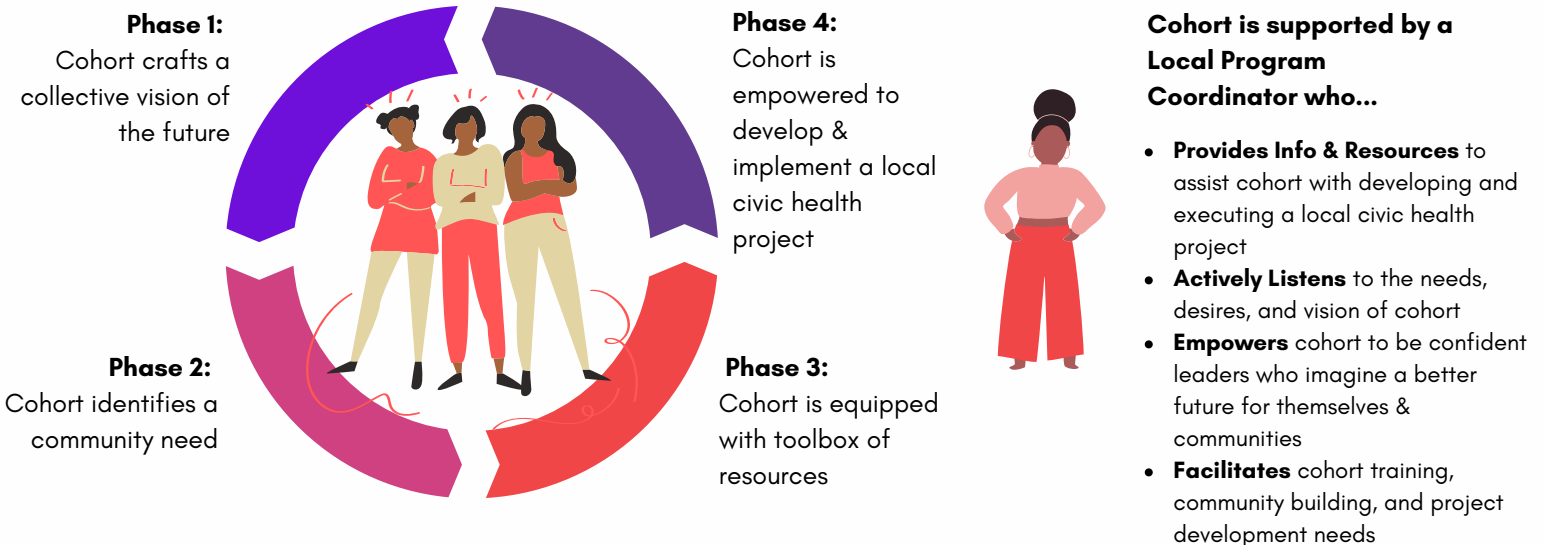 Phase 1:
Cohort crafts a
collective vision of
the future
Phase 2:
Cohort identifies a
community need
Phase 3:
Cohort is equipped
with toolbox of
resources
Phase 4:
Cohort is
empowered to
develop &
implement a local
civic health
project
Cohort is supported by a
Local Program
Coordinator who...
• Provides Info & Resources to
assist cohort with developing and
executing a local civic health
project
• Actively Listens to the needs,
desires, and vision of cohort
• Empowers cohort to be confident
leaders who imagine a better
future for themselves &
communities
• Facilitates cohort training,
community building, and project
development needs